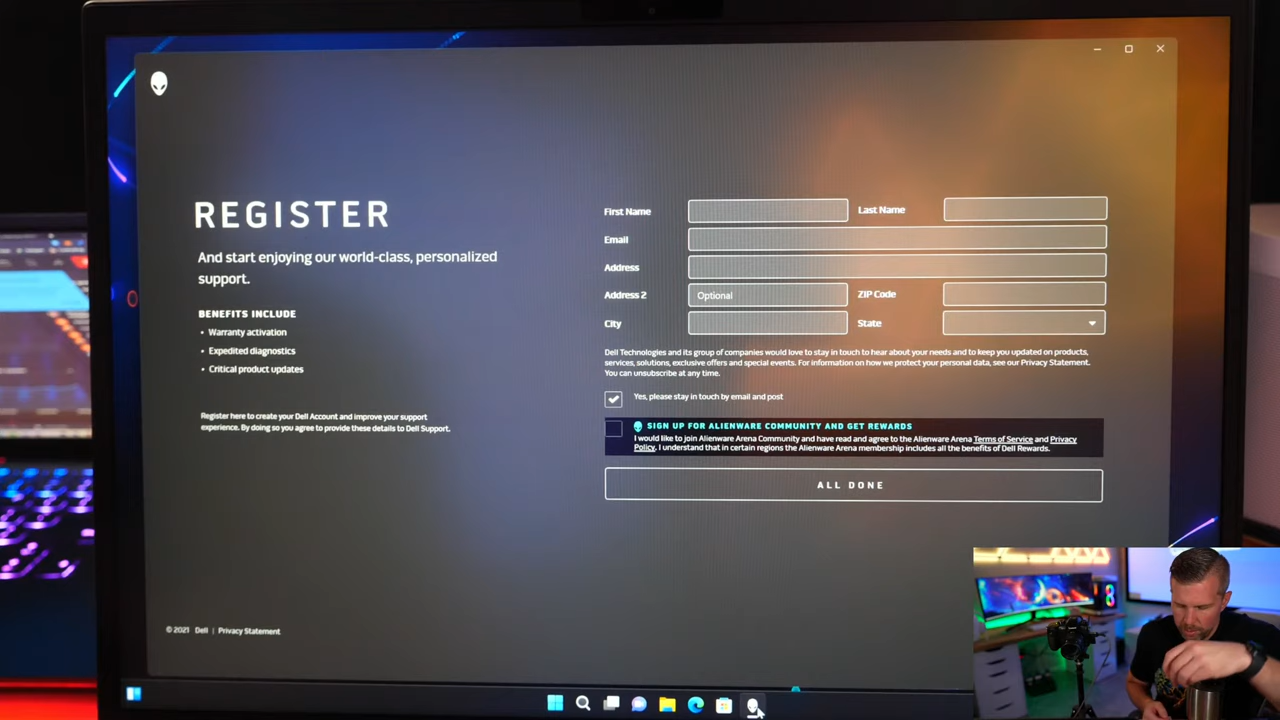 REGISTER
And start enjoying our world-class, personalized
support.
BENEFITS INCLUDE
• Warranty activation
• Expedited diagnostics
• Critical product updates
Register here to create your Dell Account and improve your support
experience. By doing so you agree to provide these details to Dell Support.
First Name
Last Name
Email
Address
Address 2
Optional
ZIP Code
City
State
Dell Technologies and its group of companies would love to stay in touch to hear about your needs and to keep you updated on products,
services, solutions, exclusive offers and special events. For information on how we protect your personal data, see our Privacy Statement.
You can unsubscribe at any time.
Yes, please stay in touch by email and post
SIGN UP FOR ALIENWARE COMMUNITY AND GET REWARDS
I would like to join Alienware Arena Community and have read and agree to the Alienware Arena Terms of Service and Privacy
Policy. I understand that in certain regions the Alienware Arena membership includes all the benefits of Dell Rewards.
ALL DONE
© 2021 Dell | Privacy Statement